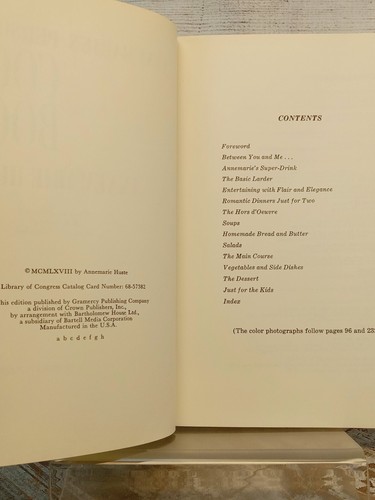 © MCMLXVIII by Annemarie Huste
Library of Congress Catalog Card Number: 68-57382
his edition published by Gramercy Publishing Company
a division of Crown Publishers, Inc.,
by arrangement with Bartholomew House Ltd.,
a subsidiary of Bartell Media Corporation
Manufactured in the U.S.A.
a b c d e f g h
CONTENTS
Foreword
Between You and Me . . .
Annemarie's Super-Drink
The Basic Larder
Entertaining with Flair and Elegance
Romantic Dinners Just for Two
The Hors d'Oeuvre
Soups
Homemade Bread and Butter
Salads
The Main Course
Vegetables and Side Dishes
The Dessert
Just for the Kids
Index
(The color photographs follow pages 96 and 23